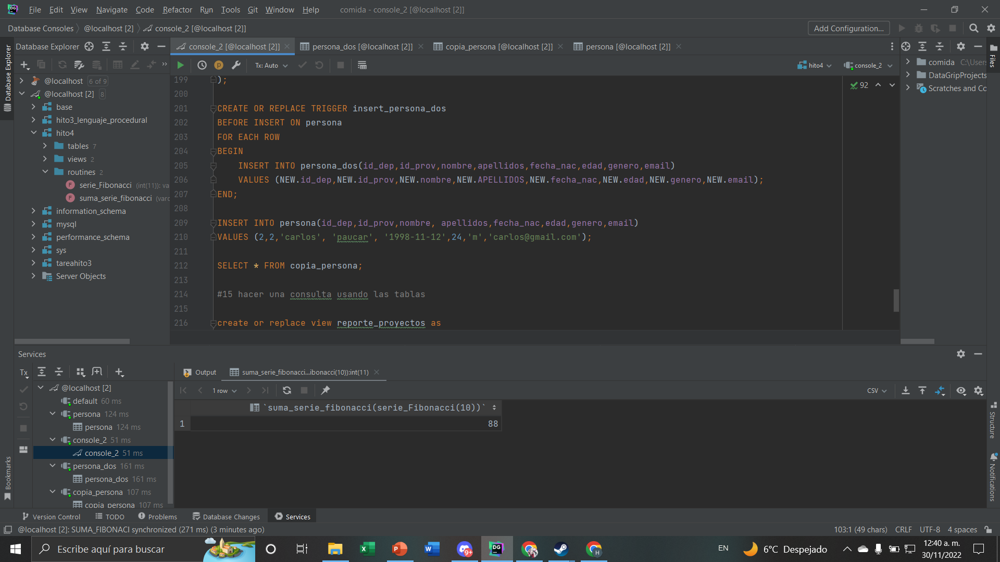 File Edit View Navigate Code Refactor Run Tools Git Window Help comida - console_2 [@localhost [2]]
Database Consoles @localhost [2] console_2 [@localhost [2]] Add Configuration...
Database Explorer
console_2 [@localhost [2]] persona_dos [@localhost [2]] copia_persona [@localhost [2]] persona [@localhost [2]]
Tx: Auto hito4 console_2
Database Explorer
@localhost 6 of 9
@localhost [2] 8
base
hito3_lenguaje_procedural
hito4
tables 7
views 2
routines 2
serie_Fibonacci (int(11)): va
suma_serie_fibonacci (varc
information_schema
mysql
performance_schema
sys
tareahito3
Server Objects
92
199 );
200
201 CREATE OR REPLACE TRIGGER insert_persona_dos
202 BEFORE INSERT ON persona
203 FOR EACH ROW
204 BEGIN
205 INSERT INTO persona_dos(id_dep,id_prov,nombre,apellidos,fecha_nac,edad,genero,email)
206 VALUES (NEW.id_dep,NEW.id_prov,NEW.nombre,NEW.APELLIDOS,NEW.fecha_nac,NEW.edad,NEW.genero,NEW.email);
207 END;
208
209 INSERT INTO persona(id_dep,id_prov,nombre, apellidos,fecha_nac,edad,genero,email)
210 VALUES (2,2,'carlos', 'paucar', '1998-11-12',24,'m','carlos@gmail.com');
211
212 SELECT * FROM copia_persona;
213
214 #15 hacer una consulta usando las tablas
215
216 create or replace view reporte_proyectos as
comida C:\Users
DataGripProjects
Scratches and Co
Files
Services
Tx
@localhost [2]
default 60 ms
persona 124 ms
persona 124 ms
console_2 51 ms
console_2 51 ms
persona_dos 161 ms
persona_dos 161 ms
copia_persona 107 ms
copia_persona 107 ms
Output suma_serie_fibonacci...ibonacci(10)):int(11)
1 row CSV
`suma_serie_fibonacci(serie_Fibonacci(10))`
1 88
Bookmarks
Structure
Notifications
Version Control TODO Problems Database Changes Services
@localhost [2]: SUMA_FIBONACI synchronized (271 ms) (3 minutes ago) 103:1 (49 chars) CRLF UTF-8 4 spaces
Escribe aquí para buscar 9+ DG EN 6°C Despejado 12:40 a. m.
30/11/2022